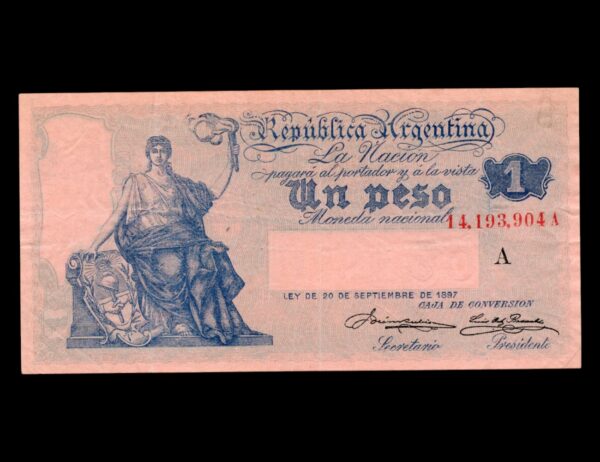 República Argentina
La Nación
pagará al portador y á la vista
Un peso
1
Moneda nacional
14,193,904 A
A
LEY DE 20 DE SEPTIEMBRE DE 1897
CAJA DE CONVERSION
Secretario
Presidente